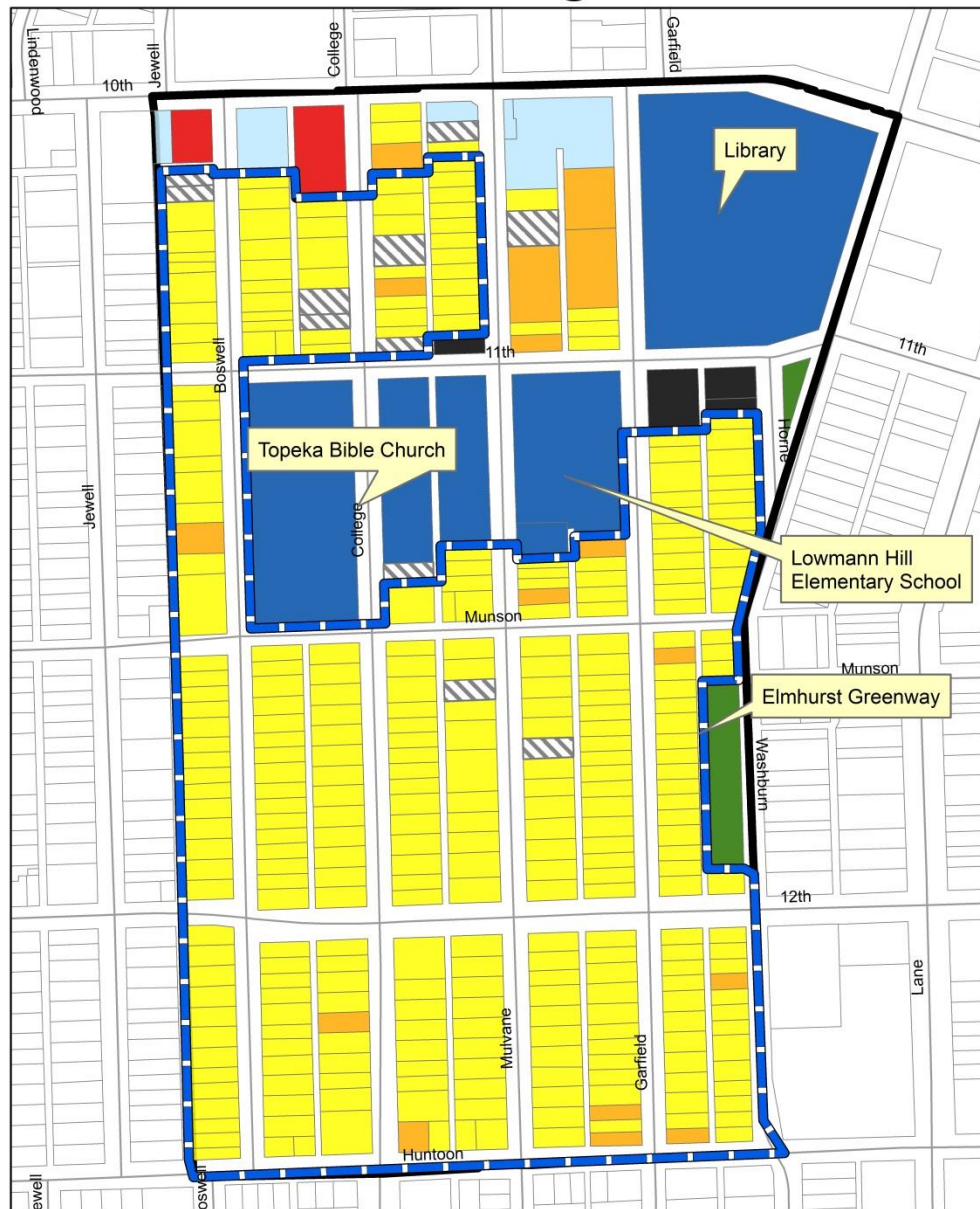 Lindenwood
Jewell
College
Garfield
10th
Library
11th
11th
Boswell
Horne
Topeka Bible Church
College
Jewell
Lowmann Hill
Elementary School
Munson
Munson
Elmhurst Greenway
Washburn
12th
Lane
Mulvane
Garfield
Huntoon
Boswell
ewell